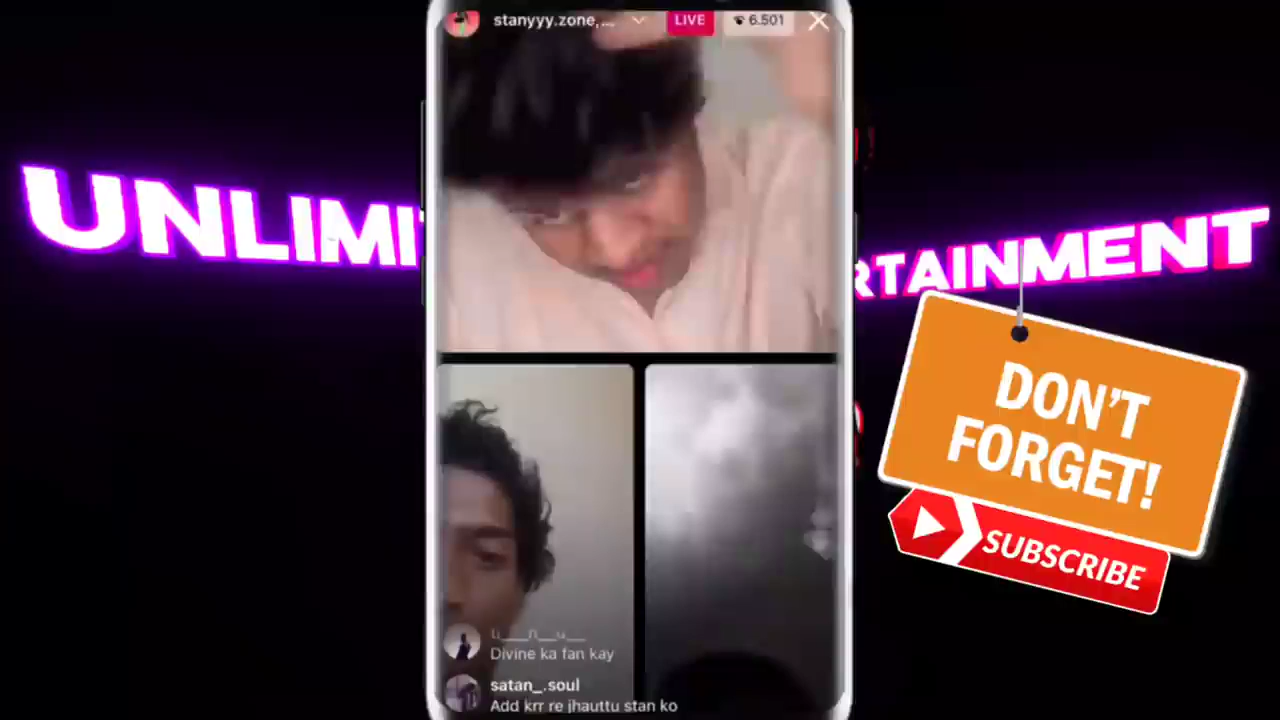 stanyyy.zone,...
LIVE
6.501
UNLIMI
RTAINMENT
DON'T
FORGET!
SUBSCRIBE
Divine ka fan kay
satan_.soul
Add krr re jhauttu stan ko